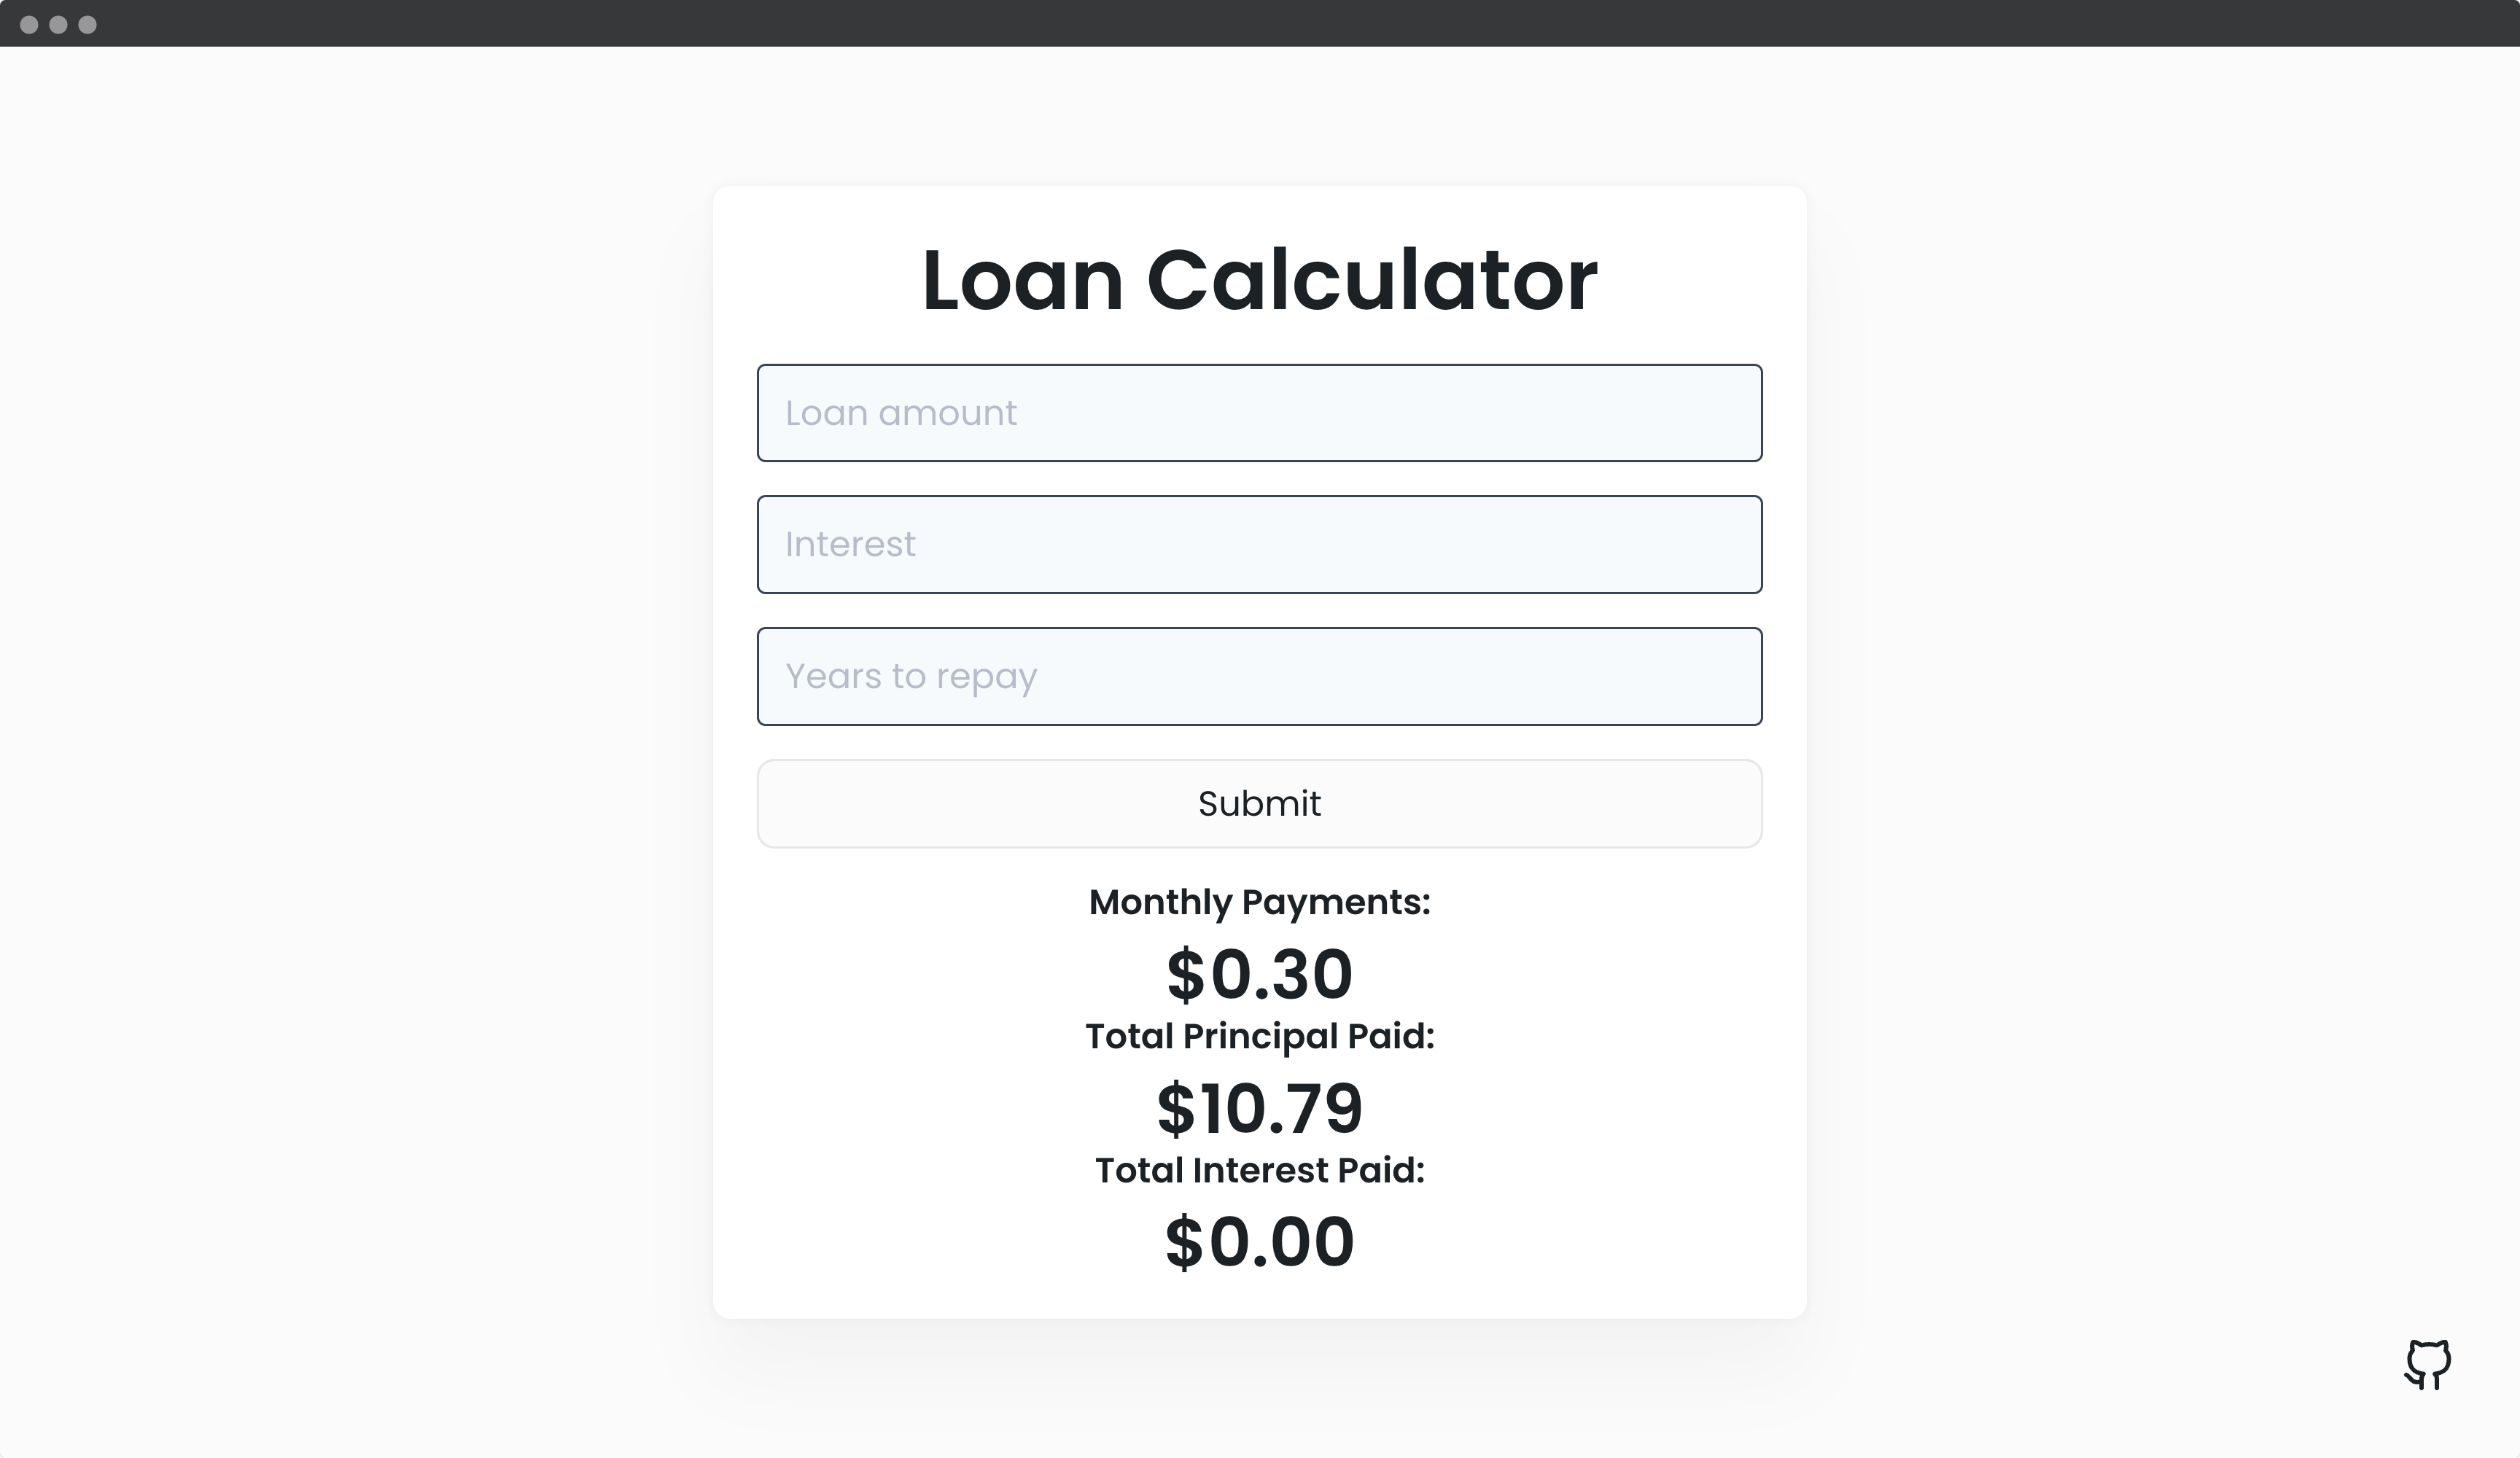 Loan Calculator
Loan amount
Interest
Years to repay
Submit
Monthly Payments:
$0.30
Total Principal Paid:
$10.79
Total Interest Paid:
$0.00